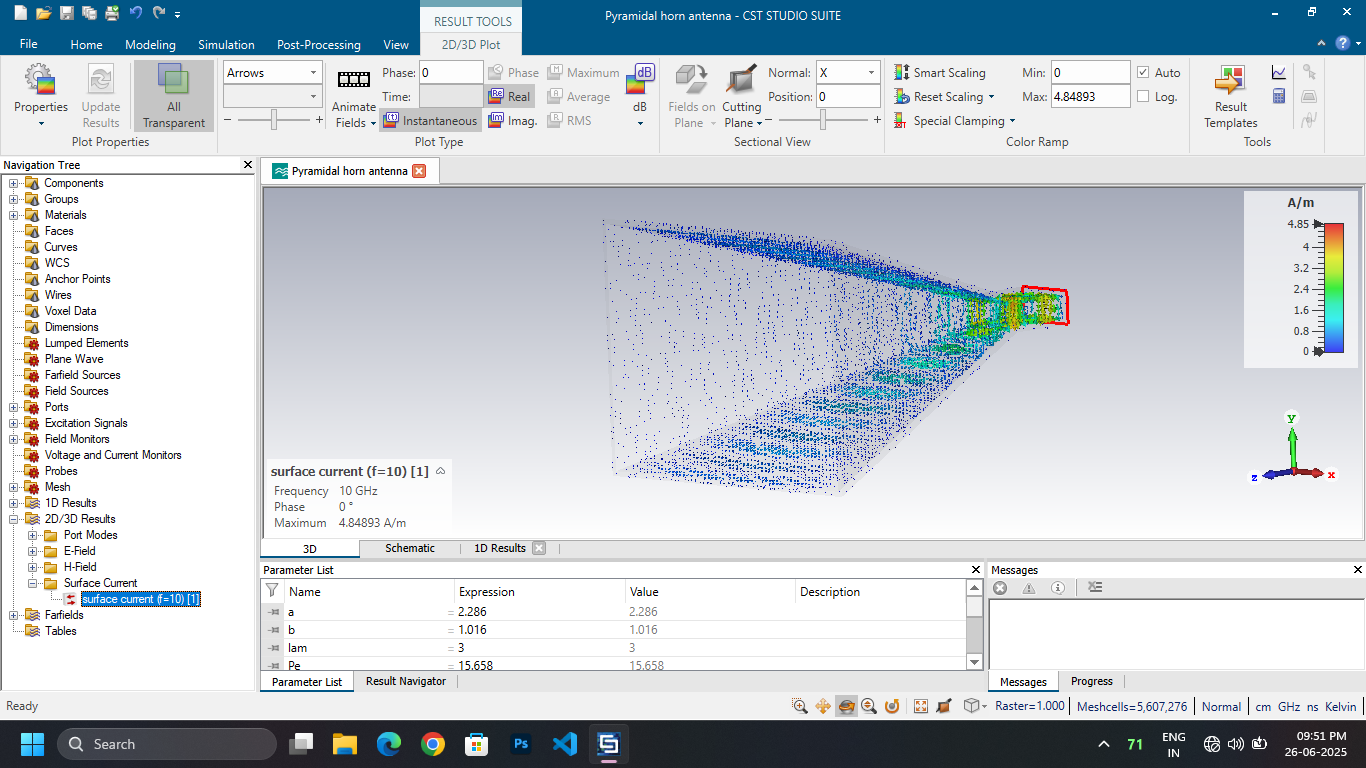 Pyramidal horn antenna - CST STUDIO SUITE
RESULT TOOLS
File Home Modeling Simulation Post-Processing View 2D/3D Plot
Properties
Update Results
All Transparent
Plot Properties
Arrows
Animate Fields
Phase: 0
Time:
Instantaneous
Phase
Real
Imag.
Maximum
Average
RMS
dB
dB
Plot Type
Fields on Plane
Cutting Plane
Normal: X
Position: 0
Sectional View
Smart Scaling
Reset Scaling
Special Clamping
Min: 0
Max: 4.84893
Auto
Log.
Color Ramp
Result Templates
Tools
Navigation Tree
Components
Groups
Materials
Faces
Curves
WCS
Anchor Points
Wires
Voxel Data
Dimensions
Lumped Elements
Plane Wave
Farfield Sources
Field Sources
Ports
Excitation Signals
Field Monitors
Voltage and Current Monitors
Probes
Mesh
1D Results
2D/3D Results
Port Modes
E-Field
H-Field
Surface Current
surface current (f=10) [1]
Farfields
Tables
Pyramidal horn antenna
A/m
4.85
4
3.2
2.4
1.6
0.8
0
y
z
x
surface current (f=10) [1]
Frequency 10 GHz
Phase 0 °
Maximum 4.84893 A/m
3D Schematic 1D Results
Parameter List
Name Expression Value Description
a = 2.286 2.286
b = 1.016 1.016
lam = 3 3
Pe = 15.658 15.658
Parameter List Result Navigator
Messages
Messages Progress
Ready
Raster=1.000 Meshcells=5,607,276 Normal cm GHz ns Kelvin
Search
Ps
71
ENG
IN
09:51 PM
26-06-2025